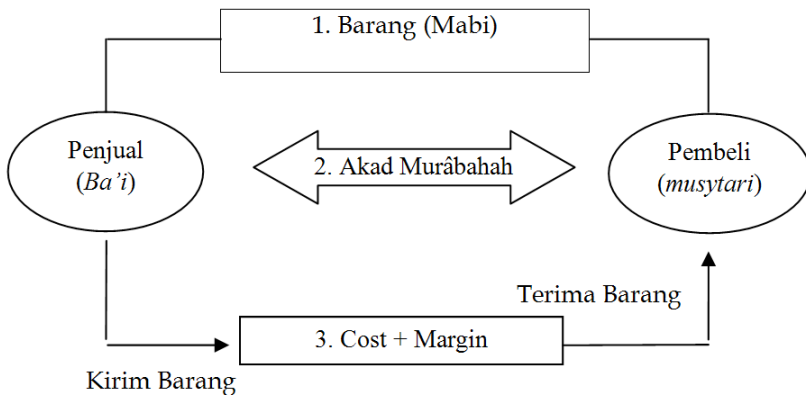 1. Barang (Mabi)
Penjual
(Ba’i)
2. Akad Murâbahah
Pembeli
(musytari)
Terima Barang
3. Cost + Margin
Kirim Barang